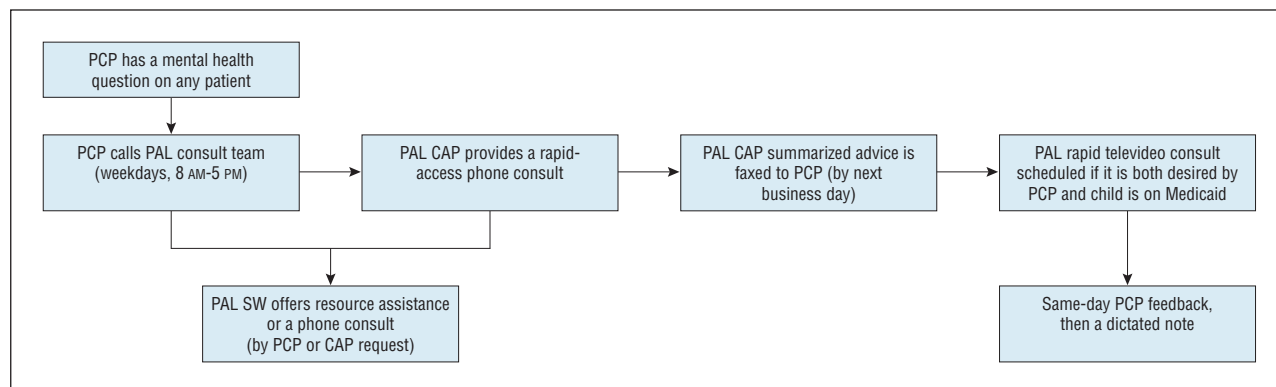 PCP has a mental health
question on any patient
PCP calls PAL consult team
(weekdays, 8 AM-5 PM)
PAL CAP provides a rapid-
access phone consult
PAL CAP summarized advice is
faxed to PCP (by next
business day)
PAL rapid televideo consult
scheduled if it is both desired by
PCP and child is on Medicaid
PAL SW offers resource assistance
or a phone consult
(by PCP or CAP request)
Same-day PCP feedback,
then a dictated note